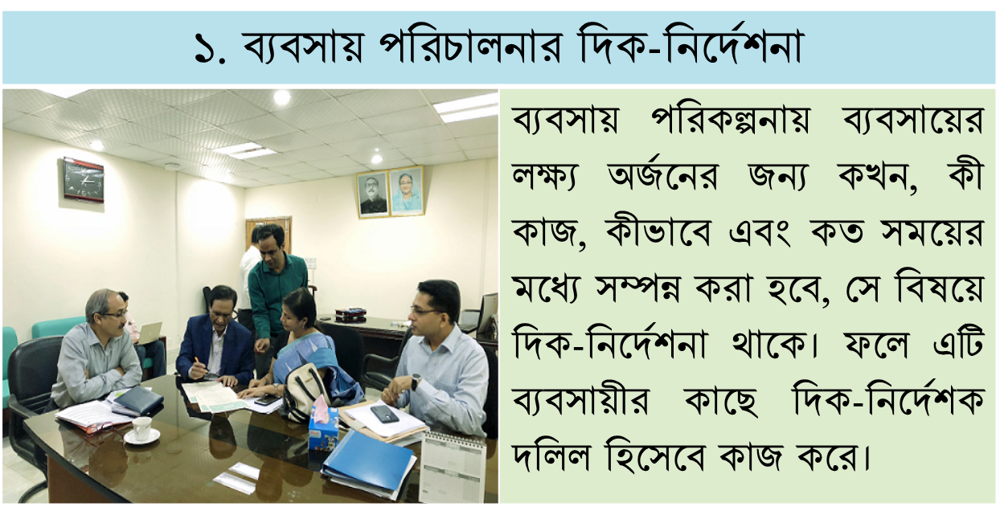 ১. ব্যবসায় পরিচালনার দিক-নির্দেশনা
ব্যবসায় পরিকল্পনায় ব্যবসায়ের
লক্ষ্য অর্জনের জন্য কখন, কী
কাজ, কীভাবে এবং কত সময়ের
মধ্যে সম্পন্ন করা হবে, সে বিষয়ে
দিক-নির্দেশনা থাকে। ফলে এটি
ব্যবসায়ীর কাছে দিক-নির্দেশক
দলিল হিসেবে কাজ করে।